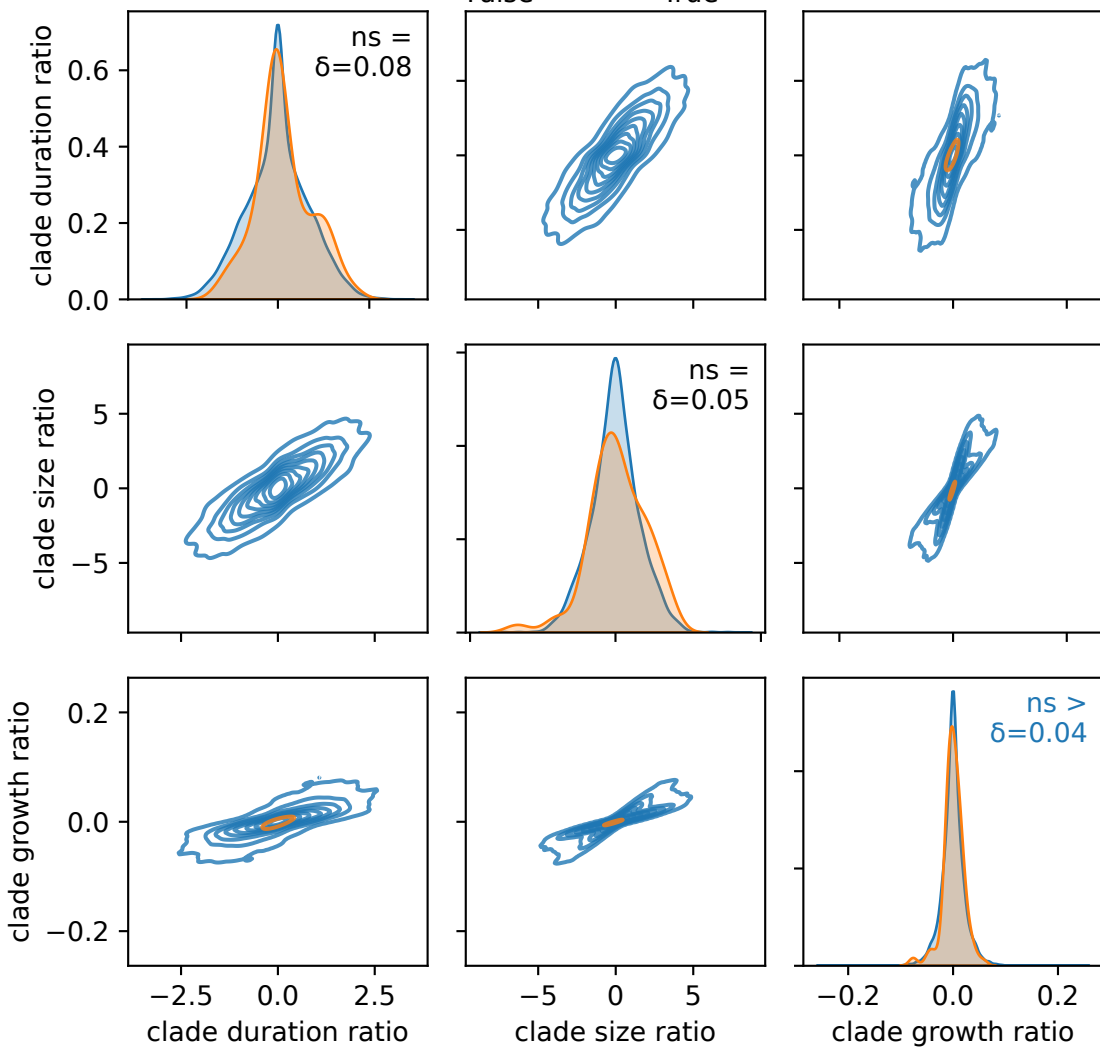 clade duration ratio
0.6
0.4
0.2
0.0
ns =
δ=0.08
clade size ratio
5
0
−5
ns =
δ=0.05
clade growth ratio
0.2
0.0
−0.2
ns >
δ=0.04
−2.5 0.0 2.5
−5 0 5
−0.2 0.0 0.2
clade duration ratio
clade size ratio
clade growth ratio